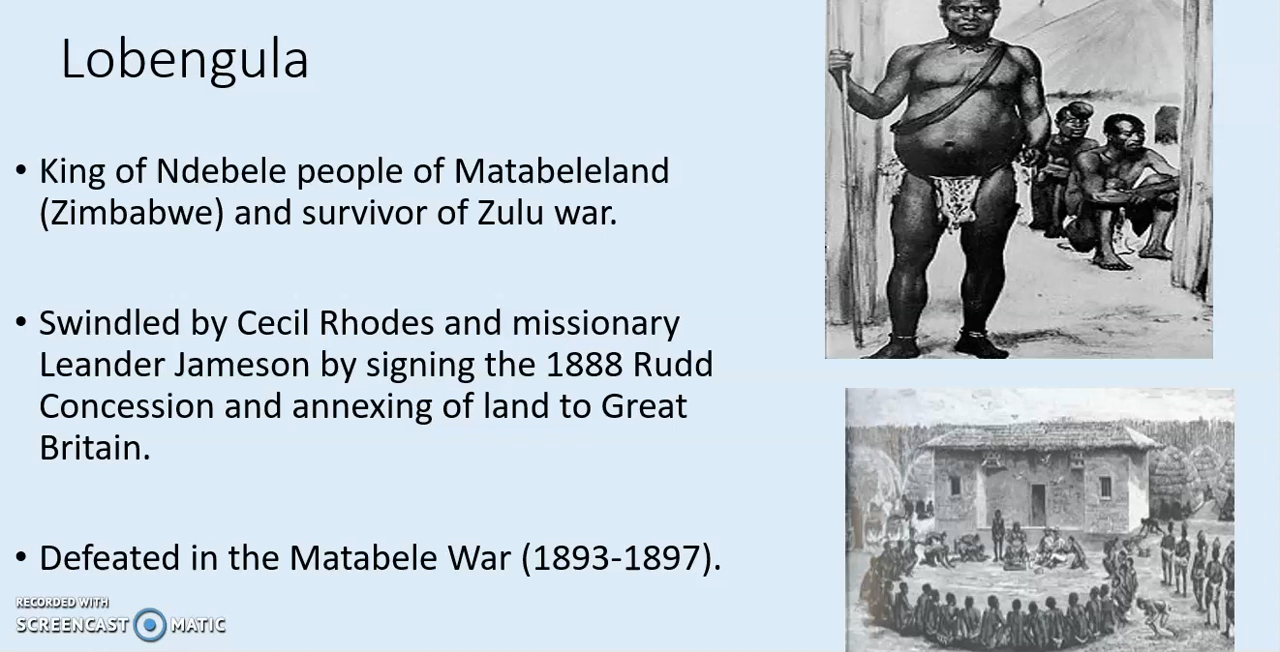 Lobengula
• King of Ndebele people of Matabeleland
(Zimbabwe) and survivor of Zulu war.
• Swindled by Cecil Rhodes and missionary
Leander Jameson by signing the 1888 Rudd
Concession and annexing of land to Great
Britain.
• Defeated in the Matabele War (1893-1897).
RECORDED WITH
SCREENCAST MATIC